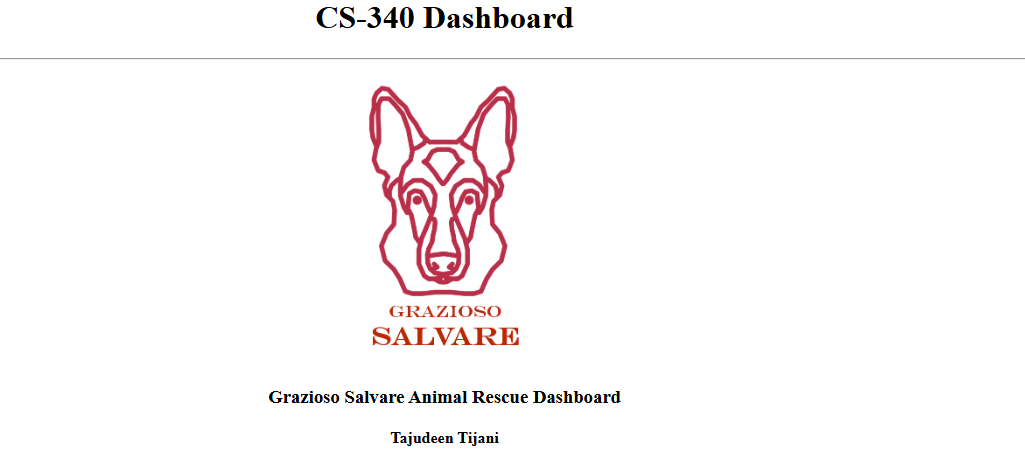 CS-340 Dashboard
GRAZIOSO
SALVARE
Grazioso Salvare Animal Rescue Dashboard
Tajudeen Tijani